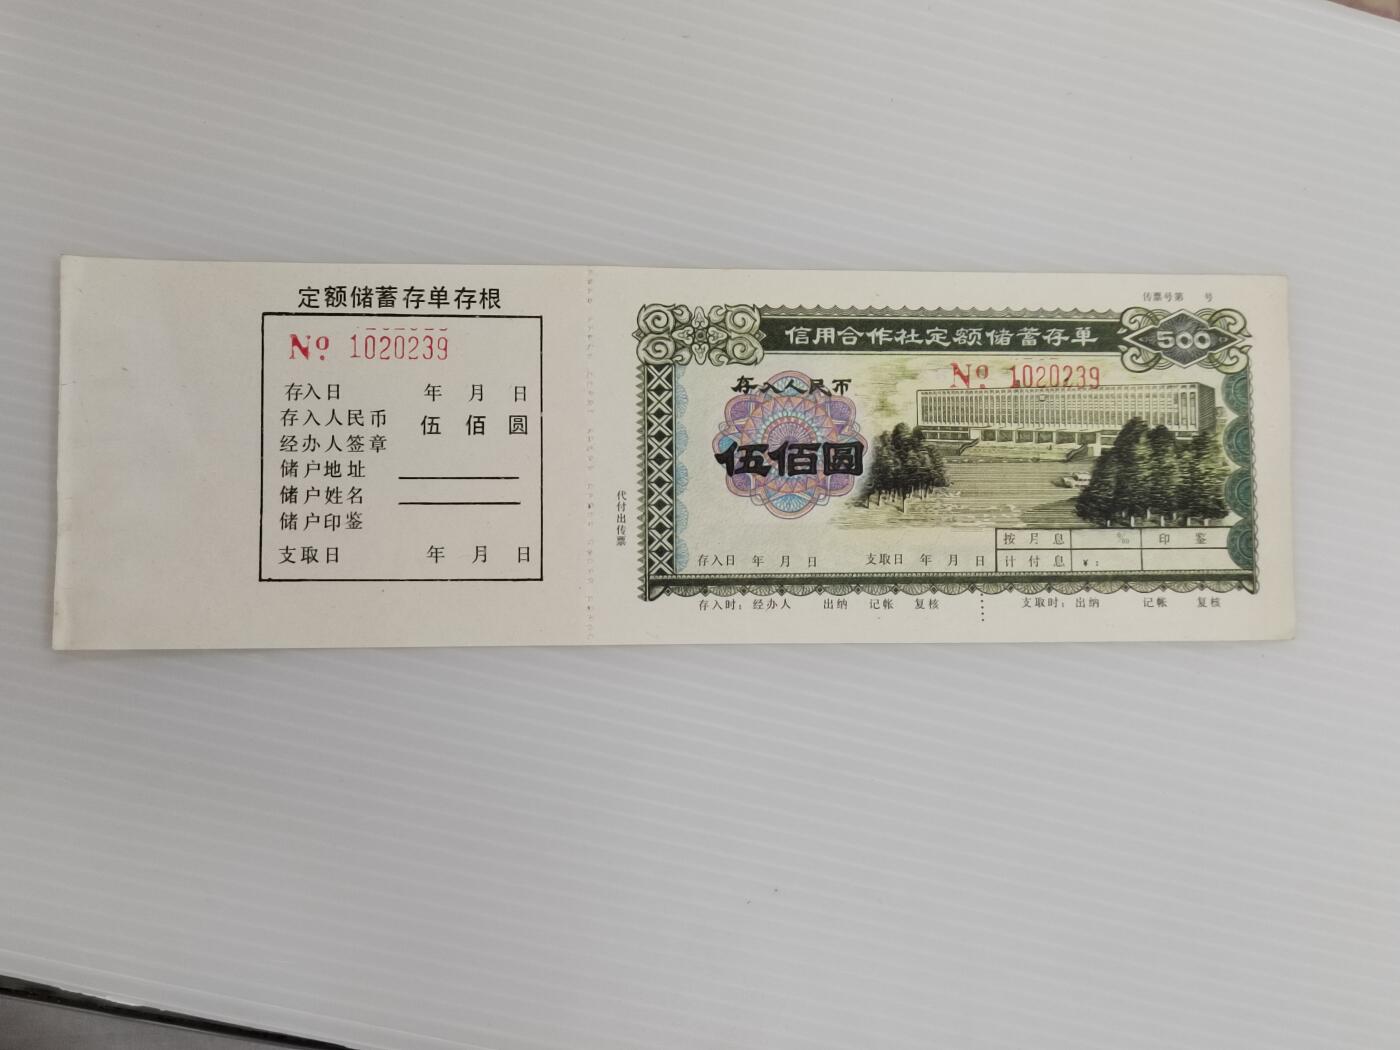 定额储蓄存单存根
Nº 1020239
存入日 年 月 日
存入人民币 伍佰圆
经办人签章
储户地址
储户姓名
储户印鉴
支取日 年 月 日
代付出传票
传票号第 号
信用合作社定额储蓄存单
500
Nº 1020239
存入人民币
伍佰圆
按月息 ‰ 印鉴
存入日 年 月 日 支取日 年 月 日 计付息 ¥:
存入时: 经办人 出纳 记帐 复核 支取时: 出纳 记帐 复核